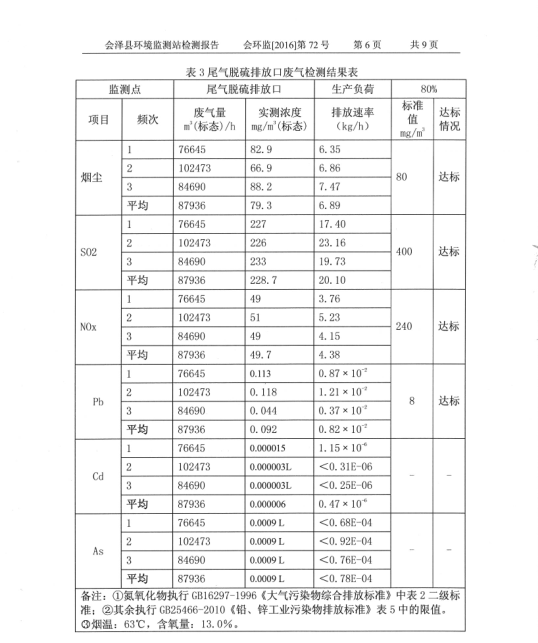 会泽县环境监测站检测报告 会环监[2016]第 72 号 第 6 页 共 9 页
表 3 尾气脱硫排放口废气检测结果表
监测点 尾气脱硫排放口 生产负荷 80%
项目 频次 废气量 m³(标态)/h 实测浓度 mg/m³(标态) 排放速率 (kg/h) 标准值 mg/m³ 达标情况
烟尘 1 76645 82.9 6.35 80 达标
2 102473 66.9 6.86
3 84690 88.2 7.47
平均 87936 79.3 6.89
SO2 1 76645 227 17.40 400 达标
2 102473 226 23.16
3 84690 233 19.73
平均 87936 228.7 20.10
NOx 1 76645 49 3.76 240 达标
2 102473 51 5.23
3 84690 49 4.15
平均 87936 49.7 4.38
Pb 1 76645 0.113 0.87×10⁻² 8 达标
2 102473 0.118 1.21×10⁻²
3 84690 0.044 0.37×10⁻²
平均 87936 0.092 0.82×10⁻²
Cd 1 76645 0.000015 1.15×10⁻⁶ - -
2 102473 0.000003L <0.31E-06
3 84690 0.000003L <0.25E-06
平均 87936 0.000006 0.47×10⁻⁶
As 1 76645 0.0009 L <0.68E-04 - -
2 102473 0.0009 L <0.92E-04
3 84690 0.0009 L <0.76E-04
平均 87936 0.0009 L <0.78E-04
备注：①氮氧化物执行 GB16297-1996《大气污染物综合排放标准》中表 2 二级标
准；②其余执行 GB25466-2010《铅、锌工业污染物排放标准》表 5 中的限值。
③烟温：63℃，含氧量：13.0%。